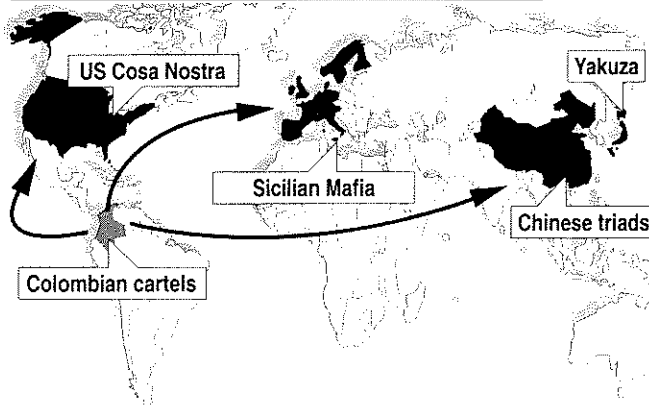 US Cosa Nostra
Yakuza
Sicilian Mafia
Chinese triads
Colombian cartels